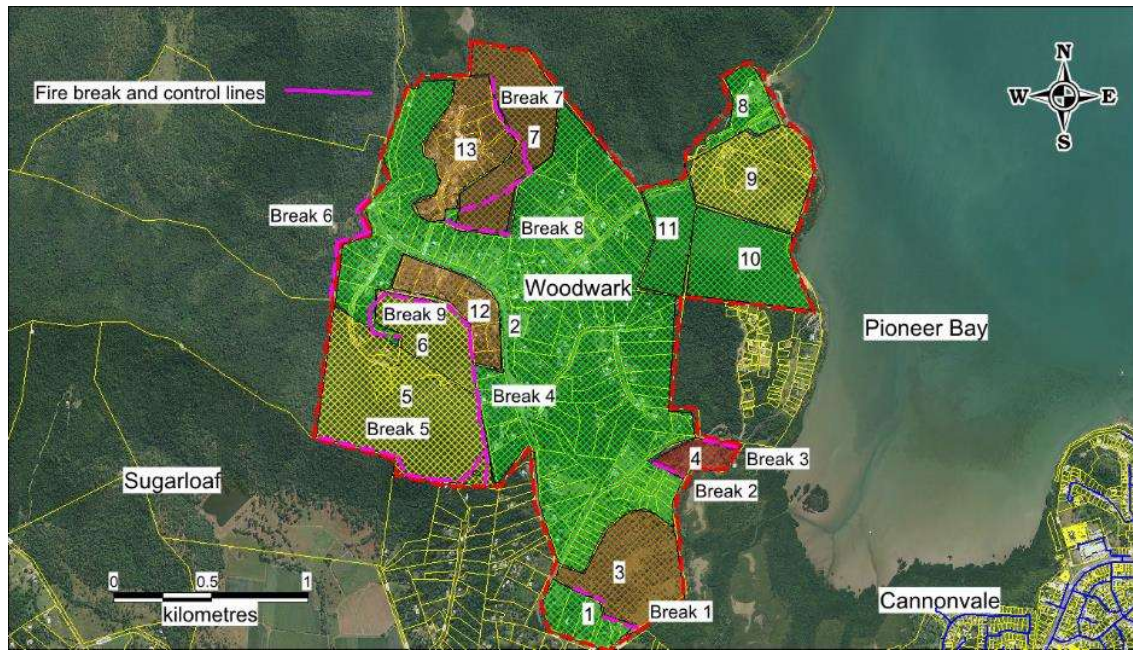 N
W E
S
Fire break and control lines
Break 7
8
7
13
9
Break 6
Break 8
11
10
Woodwark
12
Break 9
2
6
Pioneer Bay
5
Break 4
Break 5
4
Break 3
Sugarloaf
Break 2
3
0 0.5 1
kilometres
1
Break 1
Cannonvale